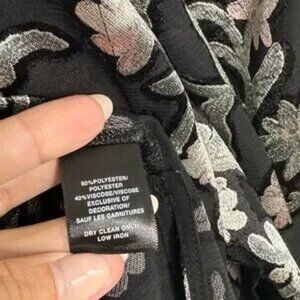 60%POLYESTER/
POLYESTER
40%VISCOSE/VISCOSE
EXCLUSIVE OF
DECORATION/
SAUF LES GARNITURES
DRY CLEAN ONLY
LOW IRON